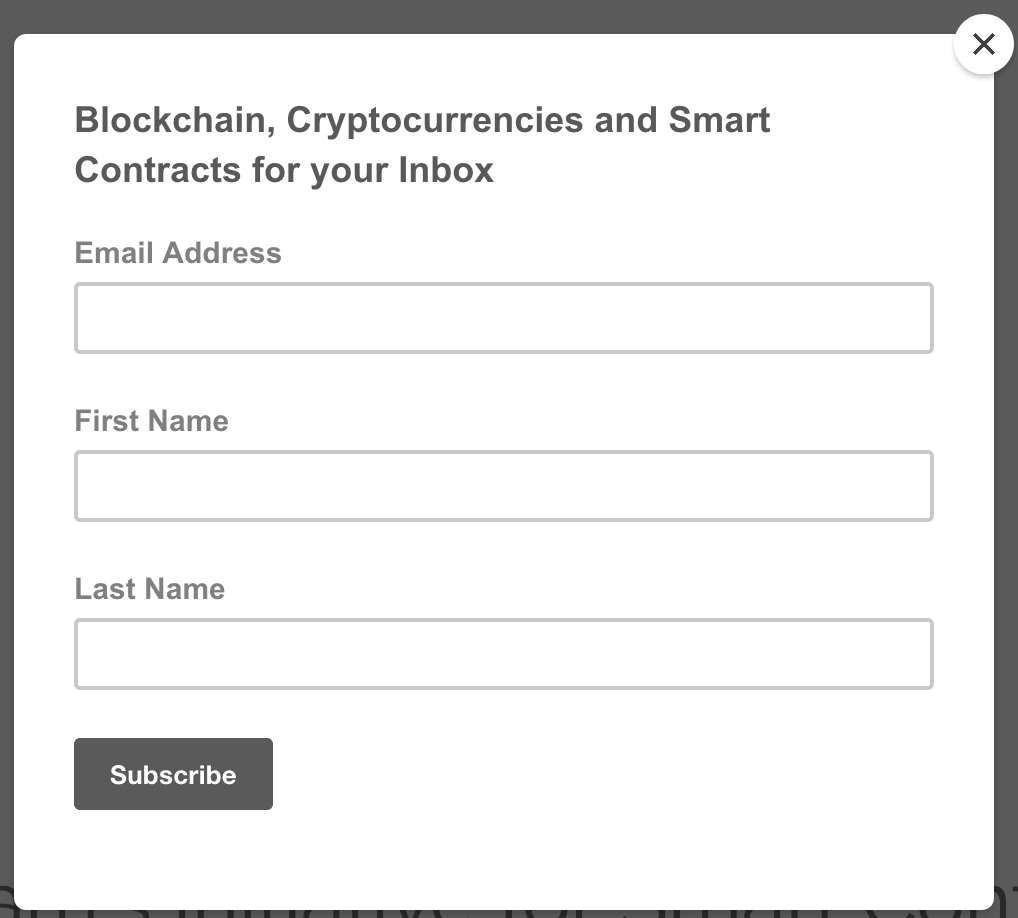 Blockchain, Cryptocurrencies and Smart
Contracts for your Inbox
Email Address
First Name
Last Name
Subscribe